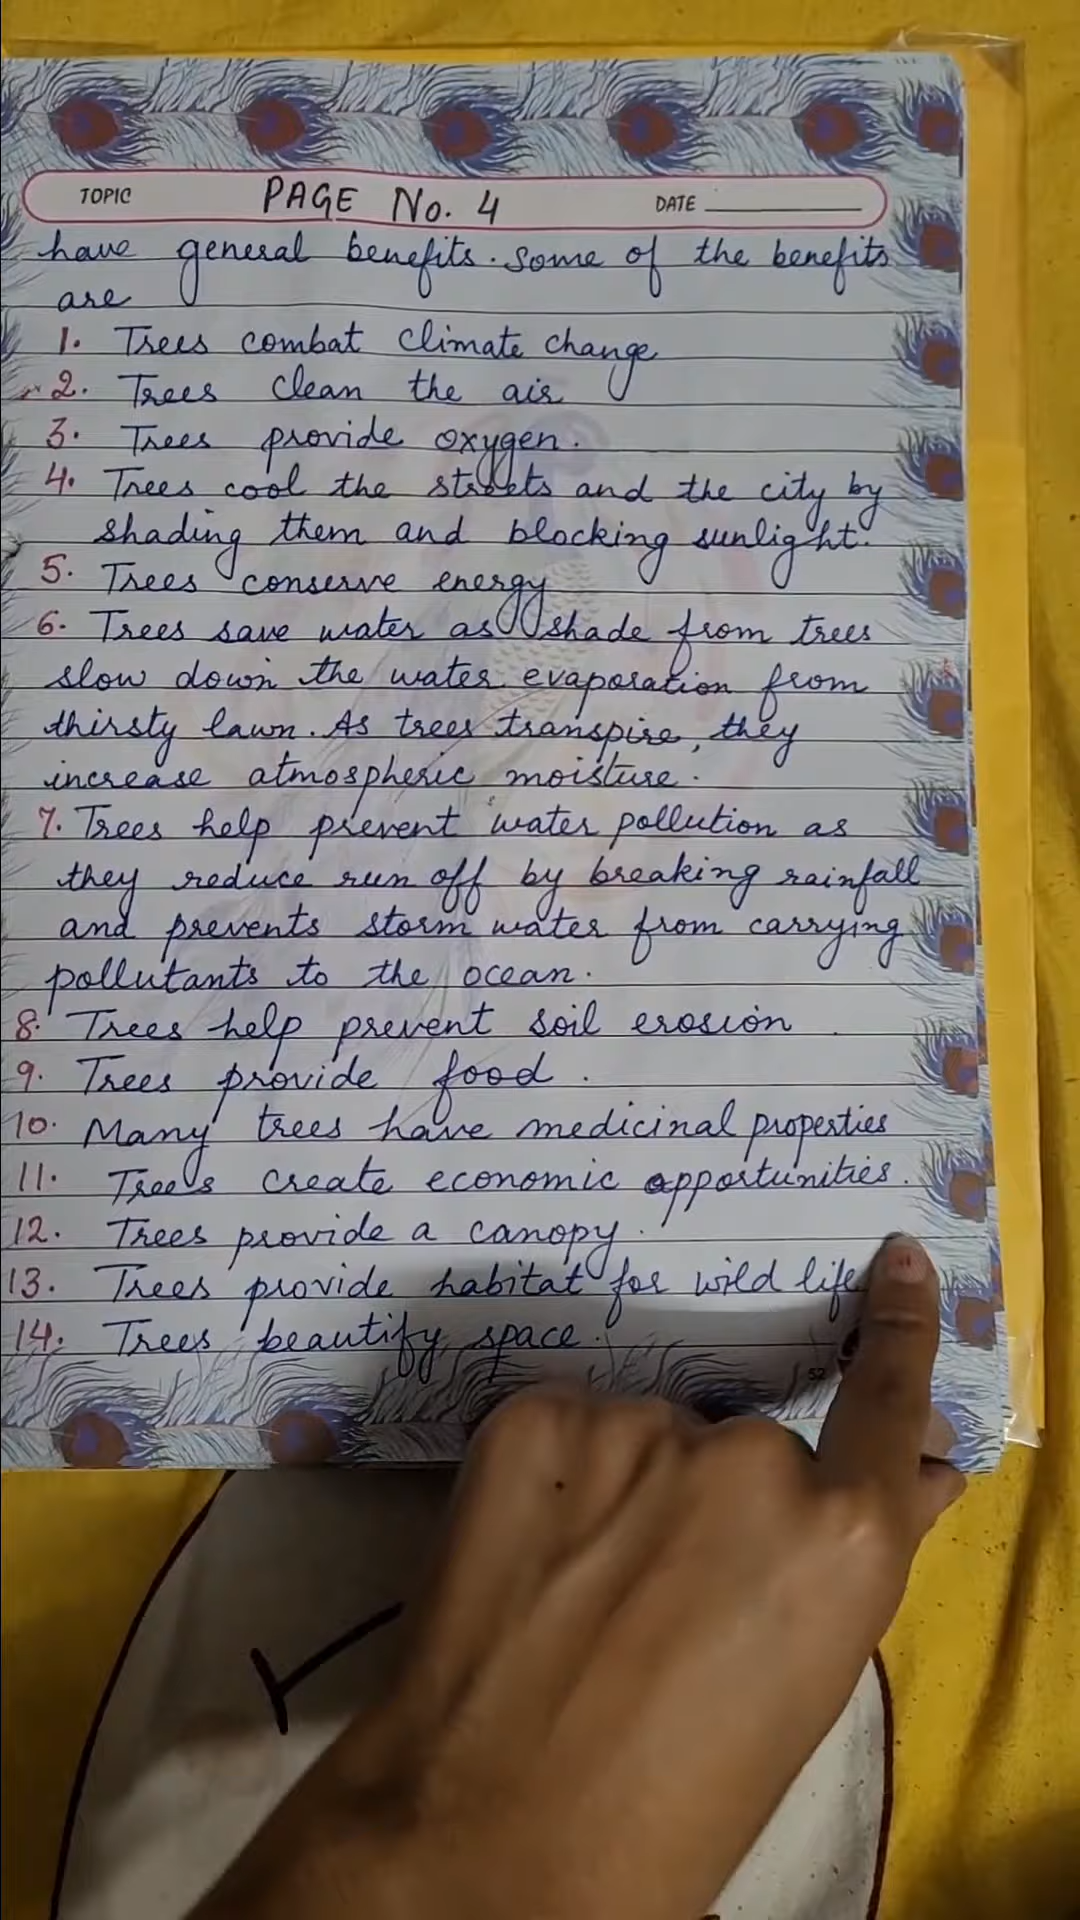 TOPIC PAGE No. 4 DATE
have general benefits. Some of the benefits
are
1. Trees combat climate change
2. Trees clean the air
3. Trees provide oxygen.
4. Trees cool the streets and the city by
shading them and blocking sunlight.
5. Trees conserve energy
6. Trees save water as shade from trees
slow down the water evaporation from
thirsty lawn. As trees transpire, they
increase atmospheric moisture.
7. Trees help prevent water pollution as
they reduce run off by breaking rainfall
and prevents storm water from carrying
pollutants to the ocean.
8. Trees help prevent soil erosion
9. Trees provide food.
10. Many trees have medicinal properties
11. Trees create economic opportunities.
12. Trees provide a canopy.
13. Trees provide habitat for wild life
14. Trees beautify space.
52